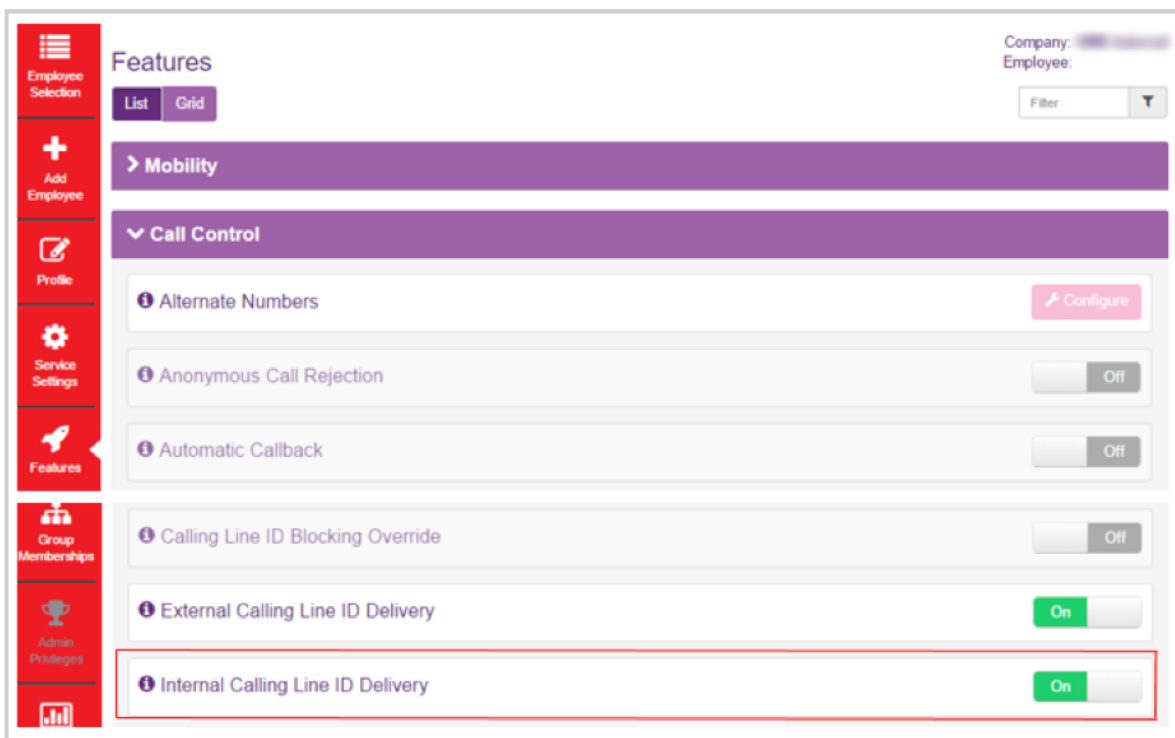 Employee
Selection
Add
Employee
Profile
Service
Settings
Features
Group
Memberships
Admin
Privileges
Features
List Grid
Company:
Employee:
Filter
Mobility
Call Control
Alternate Numbers
Configure
Anonymous Call Rejection
Off
Automatic Callback
Off
Calling Line ID Blocking Override
Off
External Calling Line ID Delivery
On
Internal Calling Line ID Delivery
On